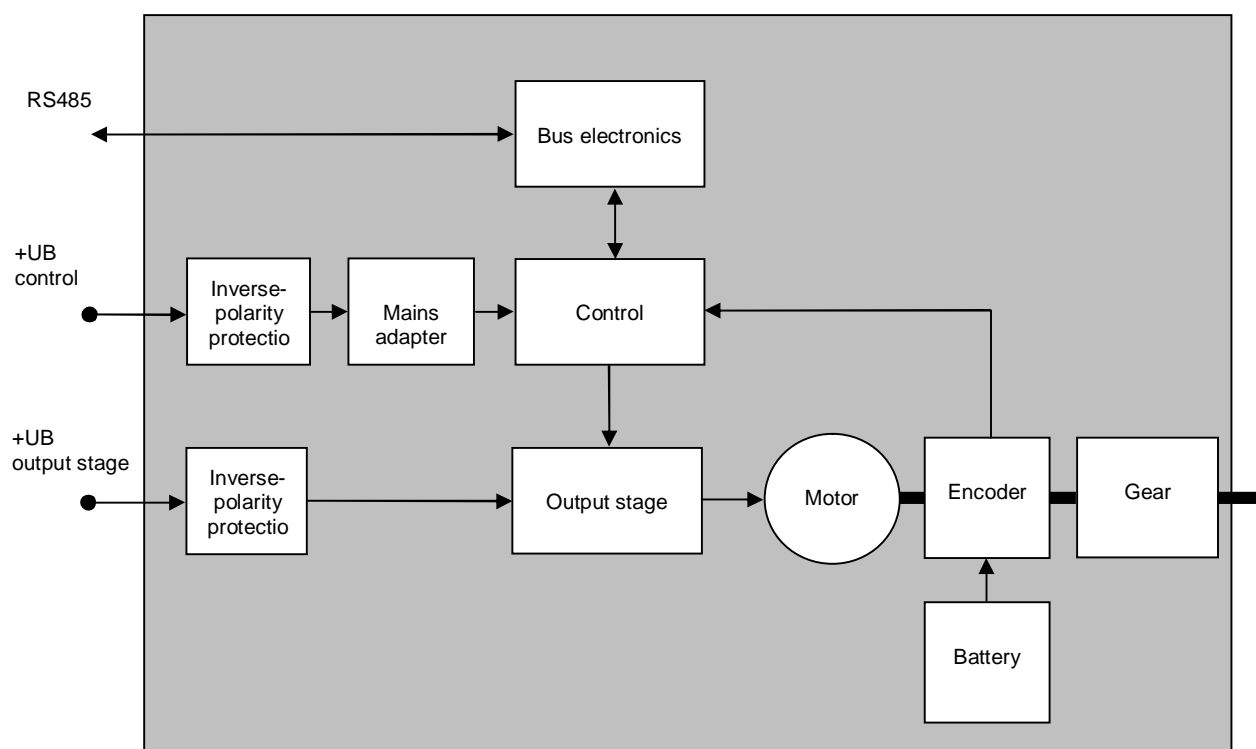 RS485
Bus electronics
+UB
control
Inverse-
polarity
protectio
Mains
adapter
Control
+UB
output stage
Inverse-
polarity
protectio
Output stage
Motor
Encoder
Gear
Battery